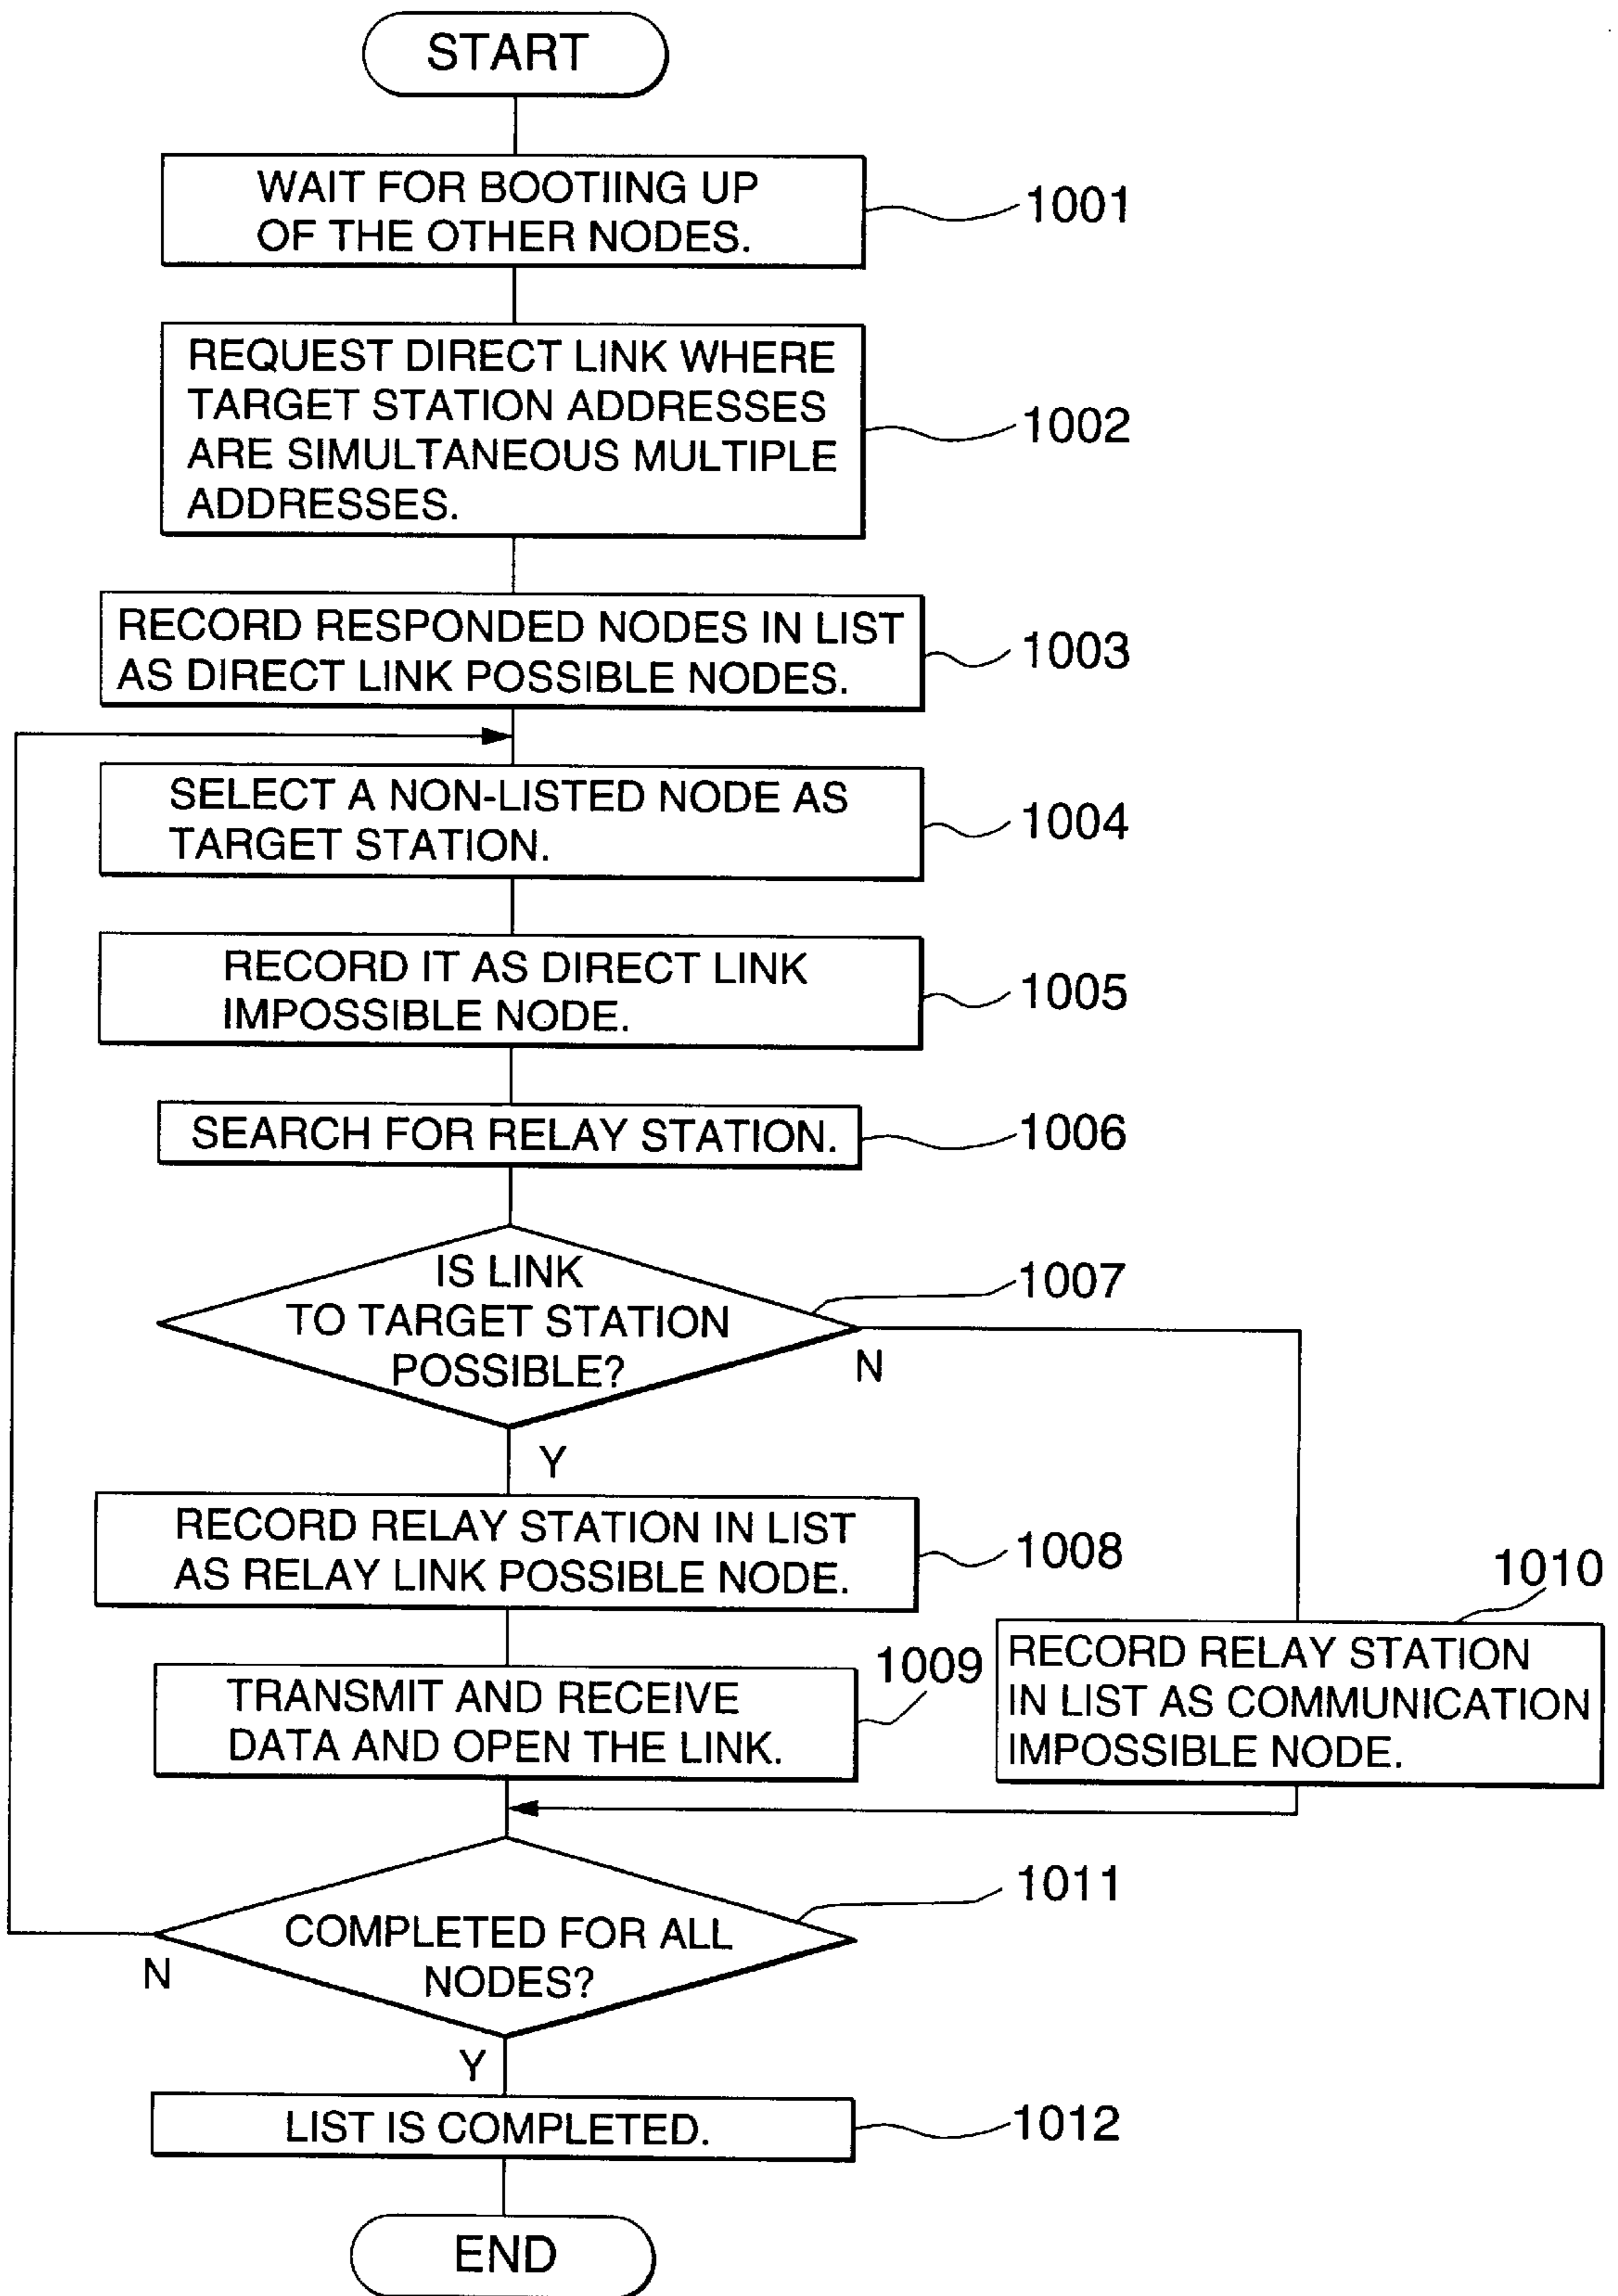 START
WAIT FOR BOOTIING UP
OF THE OTHER NODES.
1001
REQUEST DIRECT LINK WHERE
TARGET STATION ADDRESSES
ARE SIMULTANEOUS MULTIPLE
ADDRESSES.
1002
RECORD RESPONDED NODES IN LIST
AS DIRECT LINK POSSIBLE NODES.
1003
SELECT A NON-LISTED NODE AS
TARGET STATION.
1004
RECORD IT AS DIRECT LINK
IMPOSSIBLE NODE.
1005
SEARCH FOR RELAY STATION.
1006
IS LINK
TO TARGET STATION
POSSIBLE?
1007
N
Y
RECORD RELAY STATION IN LIST
AS RELAY LINK POSSIBLE NODE.
1008
TRANSMIT AND RECEIVE
DATA AND OPEN THE LINK.
1009
1010
RECORD RELAY STATION
IN LIST AS COMMUNICATION
IMPOSSIBLE NODE.
COMPLETED FOR ALL
NODES?
1011
N
Y
LIST IS COMPLETED.
1012
END